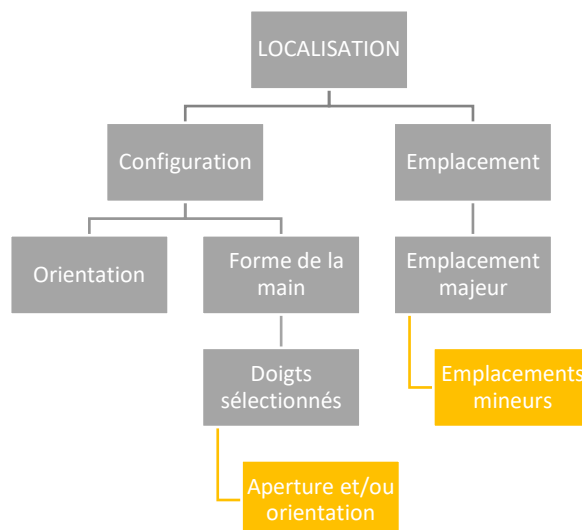 LOCALISATION
Configuration
Emplacement
Orientation
Forme de la
main
Emplacement
majeur
Doigts
sélectionnés
Emplacements
mineurs
Aperture et/ou
orientation